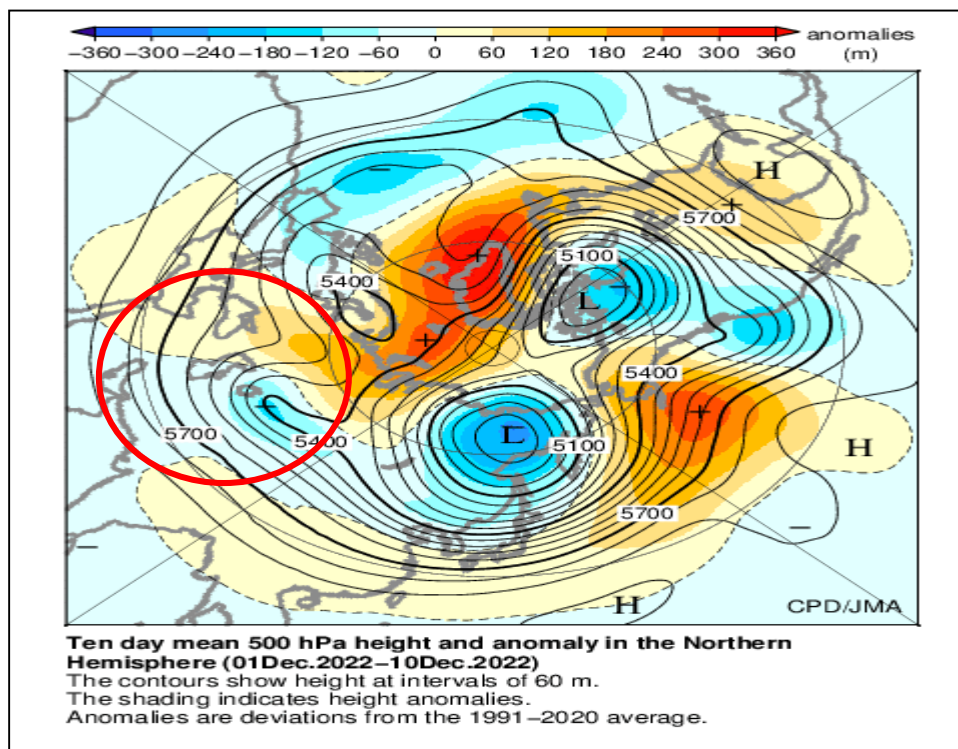 anomalies
−360 −300 −240 −180 −120 −60 0 60 120 180 240 300 360 (m)
H
5700
5100
5400
L
5400
H
5700
5400
L
5100
5700
H
CPD/JMA
Ten day mean 500 hPa height and anomaly in the Northern
Hemisphere (01Dec.2022−10Dec.2022)
The contours show height at intervals of 60 m.
The shading indicates height anomalies.
Anomalies are deviations from the 1991−2020 average.